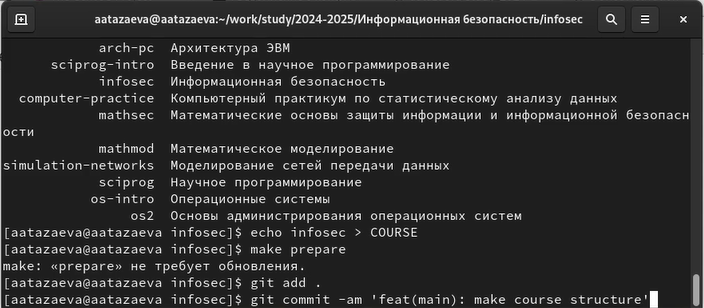 aatazaeva@aatazaeva:~/work/study/2024-2025/Информационная безопасность/infosec
arch-pc Архитектура ЭВМ
sciprog-intro Введение в научное программирование
infosec Информационная безопасность
computer-practice Компьютерный практикум по статистическому анализу данных
mathsec Математические основы защиты информации и информационной безопасн
ости
mathmod Математическое моделирование
simulation-networks Моделирование сетей передачи данных
sciprog Научное программирование
os-intro Операционные системы
os2 Основы администрирования операционных систем
[aatazaeva@aatazaeva infosec]$ echo infosec > COURSE
[aatazaeva@aatazaeva infosec]$ make prepare
make: «prepare» не требует обновления.
[aatazaeva@aatazaeva infosec]$ git add .
[aatazaeva@aatazaeva infosec]$ git commit -am 'feat(main): make course structure'